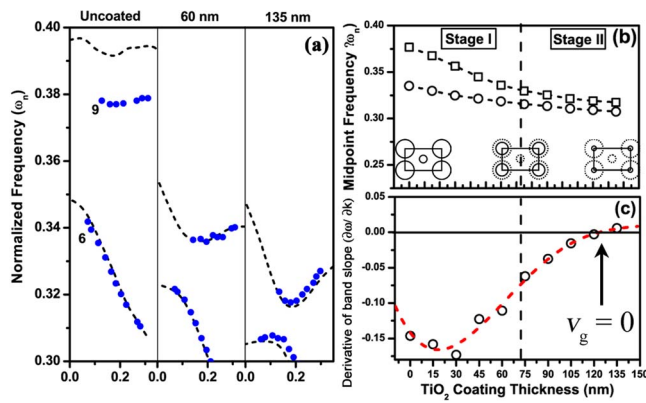 Uncoated 60 nm 135 nm
(a)
0.40
0.38
0.36
0.34
0.32
0.30
9
6
Normalized Frequency (ωn)
0.0 0.2 0.0 0.2 0.0 0.2
Stage I Stage II (b)
0.40
0.35
0.30
0.25
Midpoint Frequency ?ωn)
(c)
0.05
0.00
-0.05
-0.10
-0.15
Derivative of band slope (∂ω/ ∂k)
vg = 0
0 15 30 45 60 75 90 105 120 135 150
TiO2 Coating Thickness (nm)